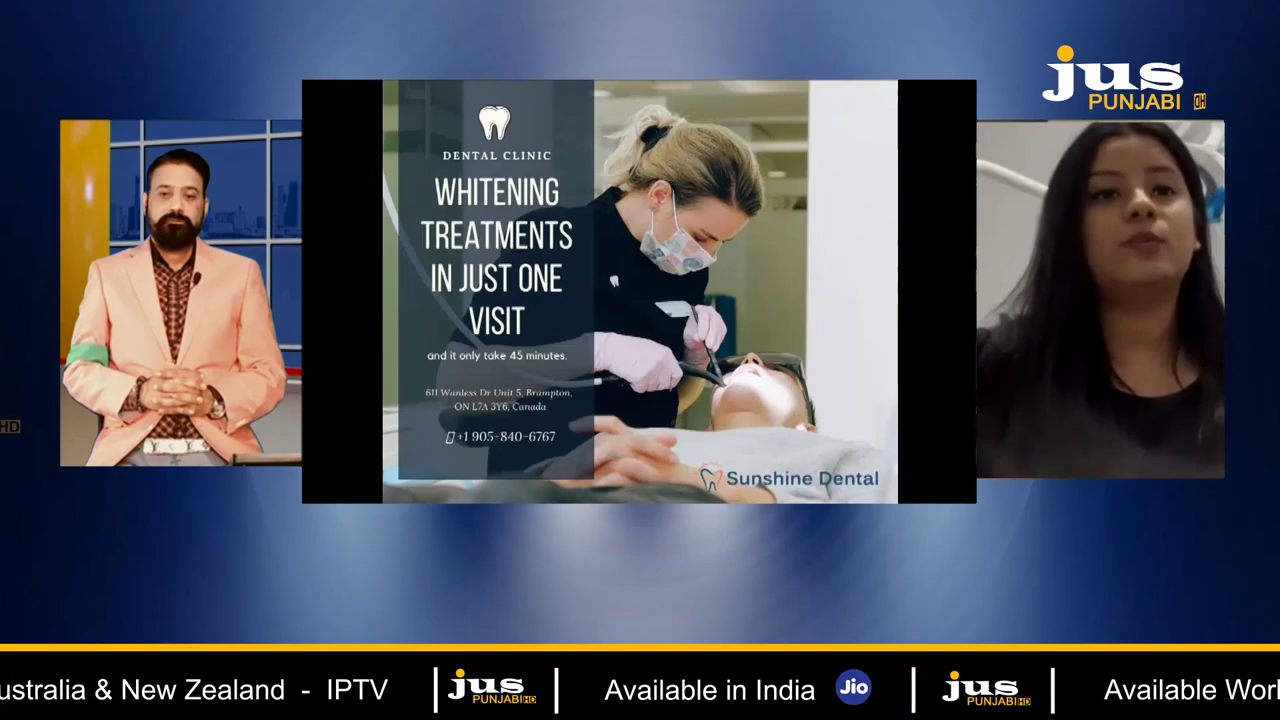 jus
PUNJABI HD
DENTAL CLINIC
WHITENING
TREATMENTS
IN JUST ONE
VISIT
and it only take 45 minutes.
611 Wanless Dr Unit 5, Brampton,
ON L7A 3Y6, Canada
+1 905-840-6767
Sunshine Dental
HD
ustralia & New Zealand - IPTV
jus
PUNJABI HD
Available in India
Jio
jus
PUNJABI HD
Available Worl